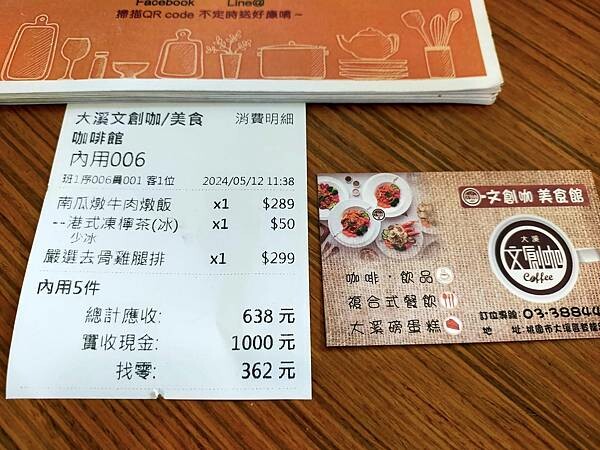 Facebook Line@
掃描QR code 不定時送好康唷~
大溪文創咖/美食 消費明細
咖啡館
內用006
班1序006員001 客1位 2024/05/12 11:38
南瓜燉牛肉燉飯 x1 $289
--港式凍檸茶(冰) x1 $50
少冰
嚴選去骨雞腿排 x1 $299
內用5件
總計應收: 638 元
實收現金: 1000 元
找零: 362 元
文創咖 美食館
大溪
文創咖
Coffee
咖啡．飲品
複合式餐飲
大溪磅蛋糕
訂位專線:03-38844
地 址:桃園市大溪區